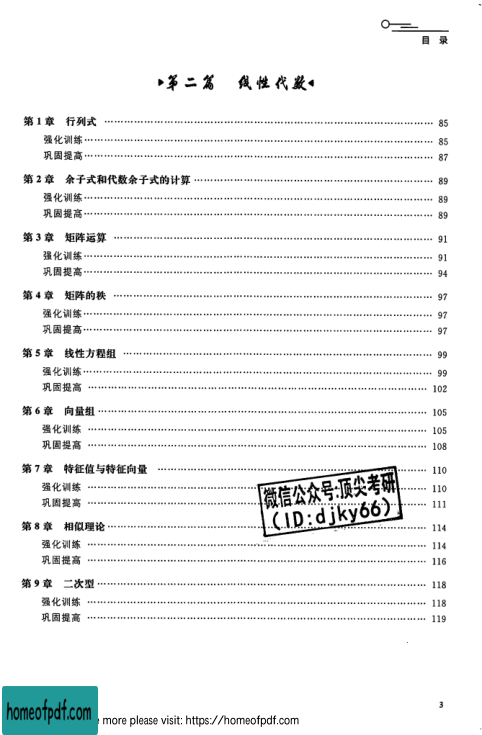 目 录
第二篇 线性代数
第1章 行列式 …… 85
强化训练 …… 85
巩固提高 …… 87
第2章 余子式和代数余子式的计算 …… 89
强化训练 …… 89
巩固提高 …… 89
第3章 矩阵运算 …… 91
强化训练 …… 91
巩固提高 …… 94
第4章 矩阵的秩 …… 97
强化训练 …… 97
巩固提高 …… 97
第5章 线性方程组 …… 99
强化训练 …… 99
巩固提高 …… 102
第6章 向量组 …… 105
强化训练 …… 105
巩固提高 …… 108
第7章 特征值与特征向量 …… 110
强化训练 …… 110
巩固提高 …… 111
微信公众号:顶尖考研
(ID:djky66)
第8章 相似理论 …… 114
强化训练 …… 114
巩固提高 …… 116
第9章 二次型 …… 118
强化训练 …… 118
巩固提高 …… 119
3
homeofpdf.com
more please visit: https://homeofpdf.com